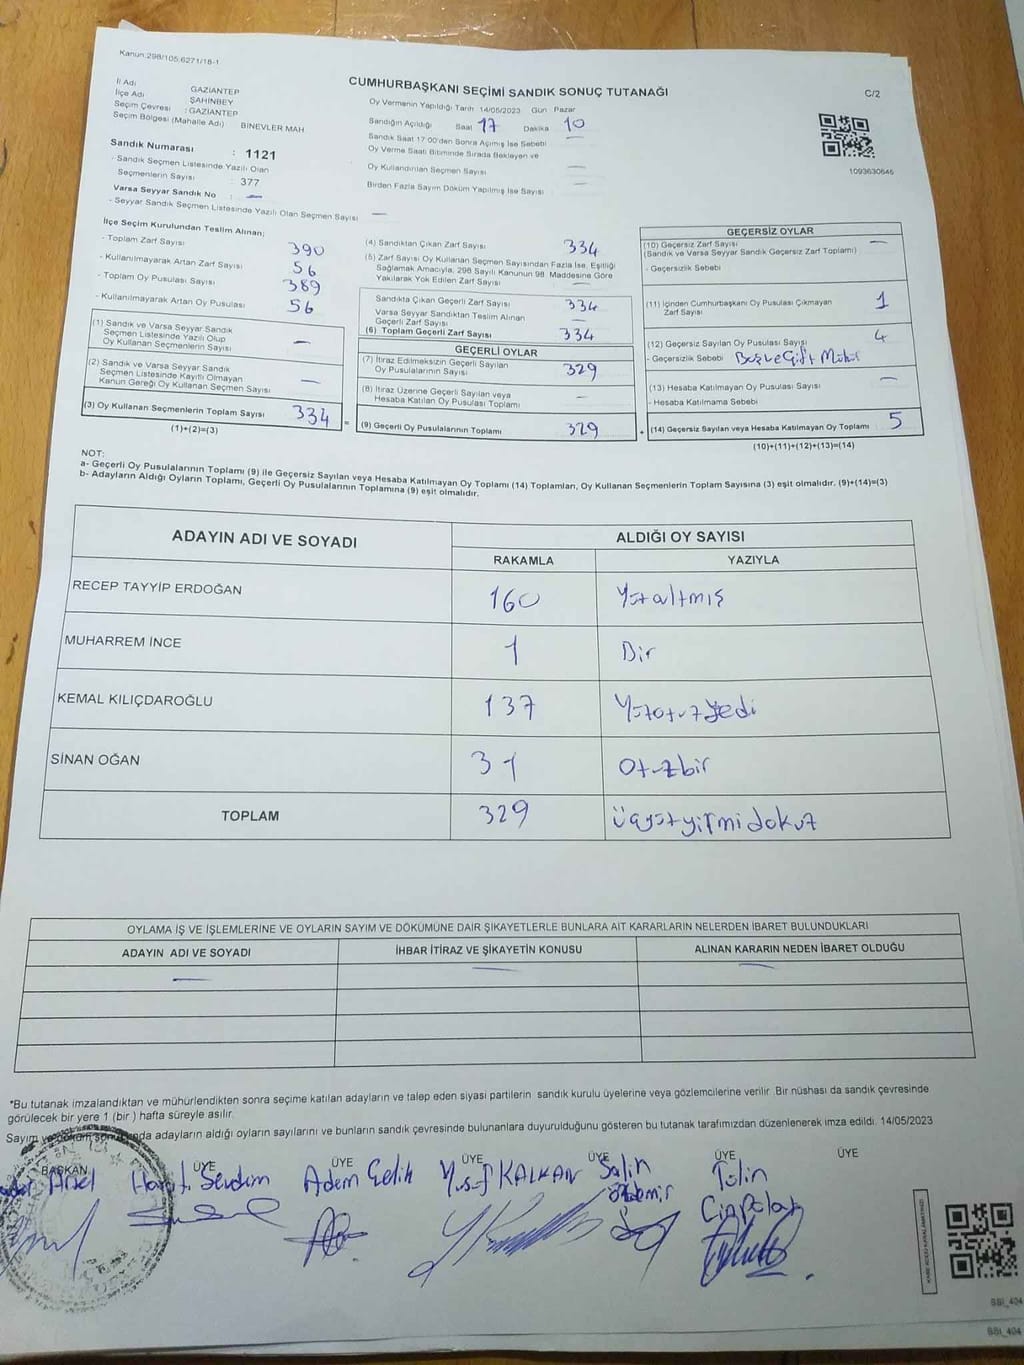 Kanun.298/105,6271/18-1
CUMHURBAŞKANI SEÇİMİ SANDIK SONUÇ TUTANAĞI
C/2
İl Adı GAZİANTEP
İlçe Adı ŞAHİNBEY
Seçim Çevresi : GAZİANTEP
Seçim Bölgesi (Mahalle Adı) BİNEVLER MAH
Oy Vermenin Yapıldığı Tarih 14/05/2023 Gün Pazar
Sandığın Açıldığı Saat 17 Dakika 10
Sandık Saat 17:00'den Sonra Açımış İse Sebebi —
Oy Verme Saati Bitiminde Sırada Bekleyen ve
Oy Kullandırılan Seçmen Sayısı —
Birden Fazla Sayım Döküm Yapılmış İse Sayısı —
1093630646
Sandık Numarası : 1121
- Sandık Seçmen Listesinde Yazılı Olan
Seçmenlerin Sayısı : 377
Varsa Seyyar Sandık No : —
- Seyyar Sandık Seçmen Listesinde Yazılı Olan Seçmen Sayısı —
İlçe Seçim Kurulundan Teslim Alınan;
- Toplam Zarf Sayısı 390
- Kullanılmayarak Artan Zarf Sayısı 56
- Toplam Oy Pusulası Sayısı 389
- Kullanılmayarak Artan Oy Pusulası 56
(1) Sandık ve Varsa Seyyar Sandık
Seçmen Listesinde Yazılı Olup
Oy Kullanan Seçmenlerin Sayısı —
(2) Sandık ve Varsa Seyyar Sandık
Seçmen Listesinde Kayıtlı Olmayan
Kanun Gereği Oy Kullanan Seçmen Sayısı —
(3) Oy Kullanan Seçmenlerin Toplam Sayısı 334
(1)+(2)=(3)
(4) Sandıktan Çıkan Zarf Sayısı 334
(5) Zarf Sayısı Oy Kullanan Seçmen Sayısından Fazla İse, Eşitliği
Sağlamak Amacıyla, 298 Sayılı Kanunun 98. Maddesine Göre
Yakılarak Yok Edilen Zarf Sayısı —
Sandıkta Çıkan Geçerli Zarf Sayısı 334
Varsa Seyyar Sandıktan Teslim Alınan
Geçerli Zarf Sayısı —
(6) Toplam Geçerli Zarf Sayısı 334
GEÇERLİ OYLAR
(7) İtiraz Edilmeksizin Geçerli Sayılan
Oy Pusulalarının Sayısı 329
(8) İtiraz Üzerine Geçerli Sayılan veya
Hesaba Katılan Oy Pusulası Toplamı —
= (9) Geçerli Oy Pusulalarının Toplamı 329
GEÇERSİZ OYLAR
(10) Geçersiz Zarf Sayısı —
(Sandık ve Varsa Seyyar Sandık Geçersiz Zarf Toplamı)
- Geçersizlik Sebebi
(11) İçinden Cumhurbaşkanı Oy Pusulası Çıkmayan
Zarf Sayısı 1
(12) Geçersiz Sayılan Oy Pusulası Sayısı 4
- Geçersizlik Sebebi Boş ve Çift Mühür
(13) Hesaba Katılmayan Oy Pusulası Sayısı —
- Hesaba Katılmama Sebebi
+ (14) Geçersiz Sayılan veya Hesaba Katılmayan Oy Toplamı 5
(10)+(11)+(12)+(13)=(14)
NOT:
a- Geçerli Oy Pusulalarının Toplamı (9) ile Geçersiz Sayılan veya Hesaba Katılmayan Oy Toplamı (14) Toplamları, Oy Kullanan Seçmenlerin Toplam Sayısına (3) eşit olmalıdır. (9)+(14)=(3)
b- Adayların Aldığı Oyların Toplamı, Geçerli Oy Pusulalarının Toplamına (9) eşit olmalıdır.
ADAYIN ADI VE SOYADI ALDIĞI OY SAYISI
RAKAMLA YAZIYLA
RECEP TAYYİP ERDOĞAN 160 Yüzaltmış
MUHARREM İNCE 1 Bir
KEMAL KILIÇDAROĞLU 137 Yüzotuzyedi
SİNAN OĞAN 31 Otuzbir
TOPLAM 329 Üçyüzyirmidokuz
OYLAMA İŞ VE İŞLEMLERİNE VE OYLARIN SAYIM VE DÖKÜMÜNE DAİR ŞİKAYETLERLE BUNLARA AİT KARARLARIN NELERDEN İBARET BULUNDUKLARI
ADAYIN ADI VE SOYADI İHBAR İTİRAZ VE ŞİKAYETİN KONUSU ALINAN KARARIN NEDEN İBARET OLDUĞU
— — —
*Bu tutanak imzalandıktan ve mühürlendikten sonra seçime katılan adayların ve talep eden siyasi partilerin sandık kurulu üyelerine veya gözlemcilerine verilir. Bir nüshası da sandık çevresinde
görülecek bir yere 1 (bir ) hafta süreyle asılır.
Sayım ve döküm sonucunda adayların aldığı oyların sayılarını ve bunların sandık çevresinde bulunanlara duyurulduğunu gösteren bu tutanak tarafımızdan düzenlenerek imza edildi. 14/05/2023
BAŞKAN ÜYE ÜYE ÜYE ÜYE ÜYE ÜYE
Sevdim Adem Çelik Yusuf KALKAN Salih Tülin
Özdemir Cinpolat
BSI_404
BSI_404